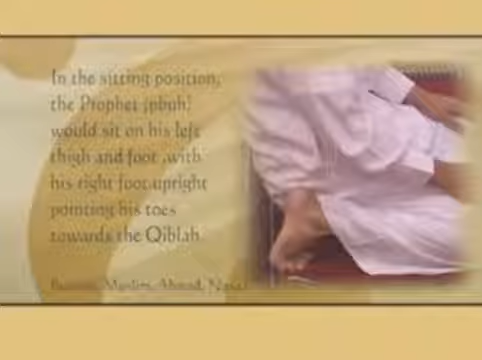 In the sitting position,
the Prophet (pbuh)
would sit on his left
thigh and foot ,with
his right foot upright
pointing his toes
towards the Qiblah
Muslim, Ahmad,